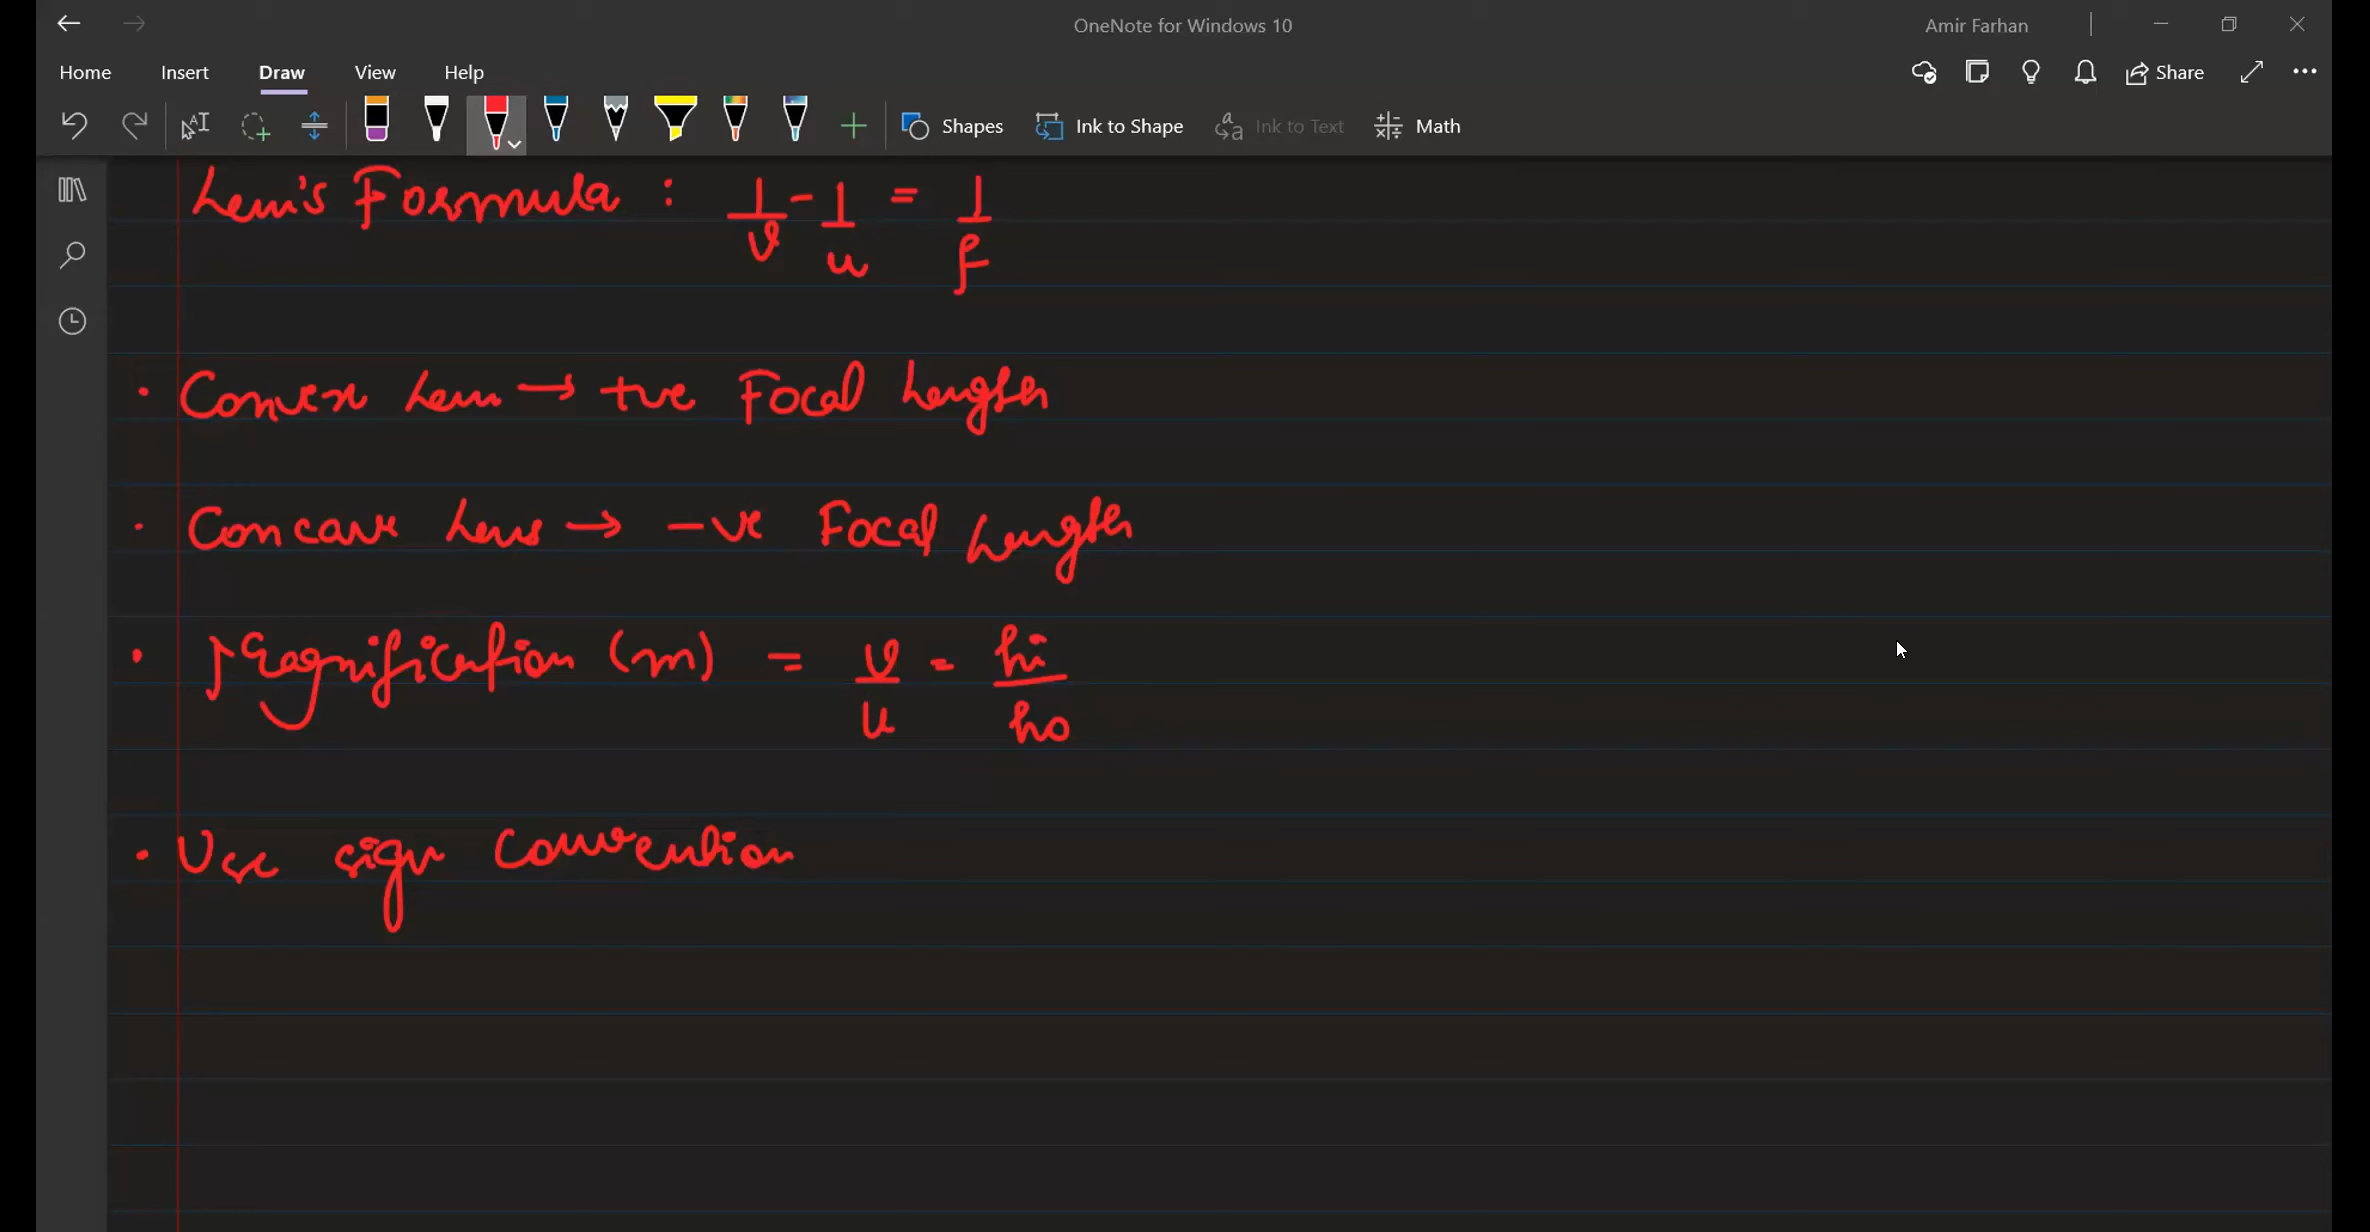 OneNote for Windows 10
Amir Farhan
Home Insert Draw View Help
Share
Shapes Ink to Shape Ink to Text Math
Len's Formula : 1/v - 1/u = 1/f
• Convex Lens → +ve Focal Length
• Concave Lens → -ve Focal Length
• Magnification (m) = v/u = hi/ho
• Use sign Convention